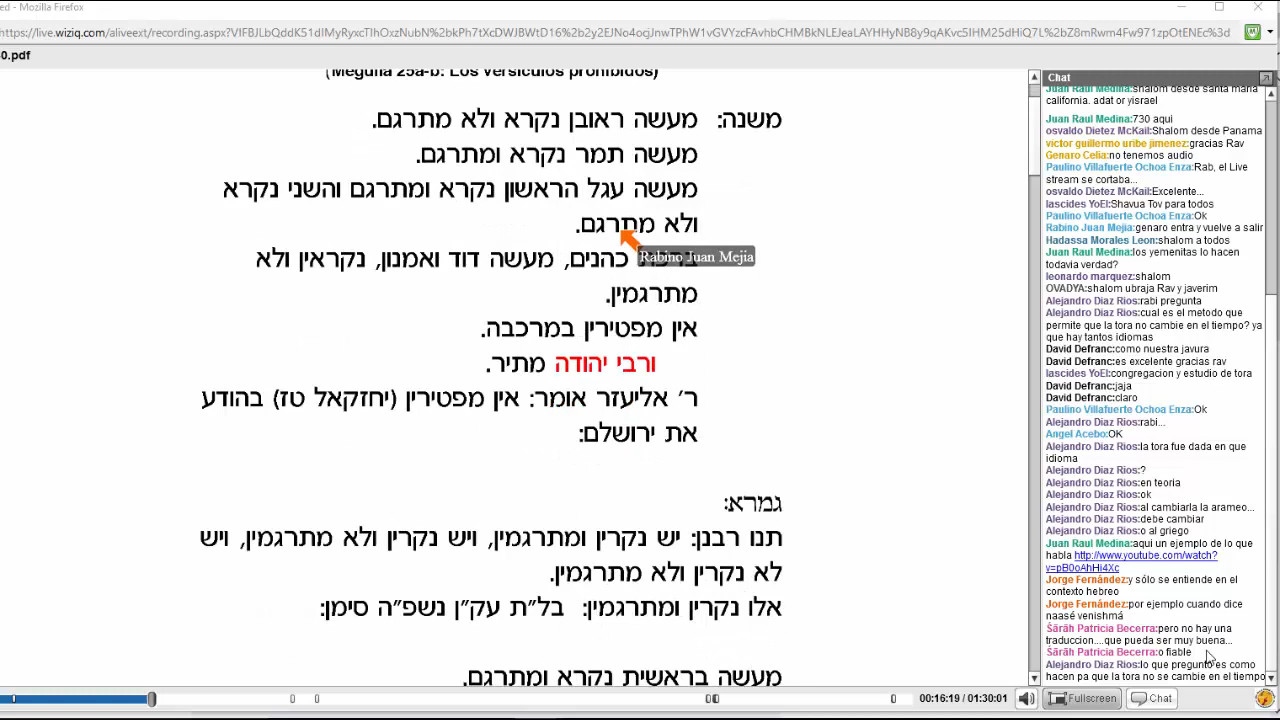 ed - Mozilla Firefox
0.pdf
(Meguila 25a-b: Los versiculos prohibidos)
משנה: מעשה ראובן נקרא ולא מתרגם.
מעשה תמר נקרא ומתרגם.
מעשה עגל הראשון נקרא ומתרגם והשני נקרא
ולא מתרגם.
Rabino Juan Mejia
כהנים, מעשה דוד ואמנון, נקראין ולא
מתרגמין.
אין מפטירין במרכבה.
ורבי יהודה מתיר.
ר׳ אליעזר אומר: אין מפטירין (יחזקאל טז) בהודע
את ירושלם:
גמרא:
תנו רבנן: יש נקרין ומתרגמין, ויש נקרין ולא מתרגמין, ויש
לא נקרין ולא מתרגמין.
אלו נקרין ומתרגמין: בל״ת עק״ן נשפ״ה סימן:
מעשה בראשית נקרא ומתרגם.
Chat
Juan Raul Medina:shalom desde santa maria
california. adat or yisrael
Juan Raul Medina:730 aqui
osvaldo Dietez McKail:Shalom desde Panama
victor guillermo uribe jimenez:gracias Rav
Genaro Celia:no tenemos audio
Paulino Villafuerte Ochoa Enza:Rab, el Live
stream se cortaba...
osvaldo Dietez McKail:Excelente...
lascides YoEl:Shavua Tov para todos
Paulino Villafuerte Ochoa Enza:Ok
Rabino Juan Mejia:genaro entra y vuelve a salir
Hadassa Morales Leon:shalom a todos
Juan Raul Medina:los yemenitas lo hacen
todavia verdad?
leonardo marquez:shalom
OVADYA:shalom ubraja Rav y javerim
Alejandro Diaz Rios:rabi pregunta
Alejandro Diaz Rios:cual es el metodo que
permite que la tora no cambie en el tiempo? ya
que hay tantos idiomas
David Defranc:como nuestra javura
David Defranc:es excelente gracias rav
lascides YoEl:congregacion y estudio de tora
David Defranc:jaja
David Defranc:claro
Paulino Villafuerte Ochoa Enza:Ok
Alejandro Diaz Rios:rabi...
Angel Acebo:OK
Alejandro Diaz Rios:la tora fue dada en que
idioma
Alejandro Diaz Rios:?
Alejandro Diaz Rios:en teoria
Alejandro Diaz Rios:ok
Alejandro Diaz Rios:al cambiarla la arameo...
Alejandro Diaz Rios:debe cambiar
Alejandro Diaz Rios:o al griego
Juan Raul Medina:aqui un ejemplo de lo que
habla http://www.youtube.com/watch?
v=pB0oAhHi4Xc
Jorge Fernández:y sólo se entiende en el
contexto hebreo
Jorge Fernández:por ejemplo cuando dice
naasé venishmá
Śārāh Patricia Becerra:pero no hay una
traduccion....que pueda ser muy buena...
Śārāh Patricia Becerra:o fiable
Alejandro Diaz Rios:lo que pregunto es como
hacen pa que la tora no se cambie en el tiempo
00:16:19 / 01:30:01 Fullscreen Chat